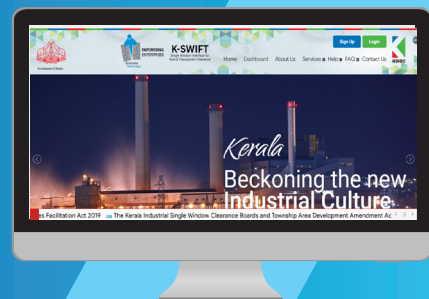 EMPOWERING
ENTERPRISES
K-SWIFT
Single Window Interface for
Fast & Transparent Clearance
Sign Up
Login
Home Dashboard About Us Services » Help » FAQ » Contact Us
Kerala
Beckoning the new
Industrial Culture
es Facilitation Act 2019
The Kerala Industrial Single Window Clearance Boards and Township Area Development Amendment Ac